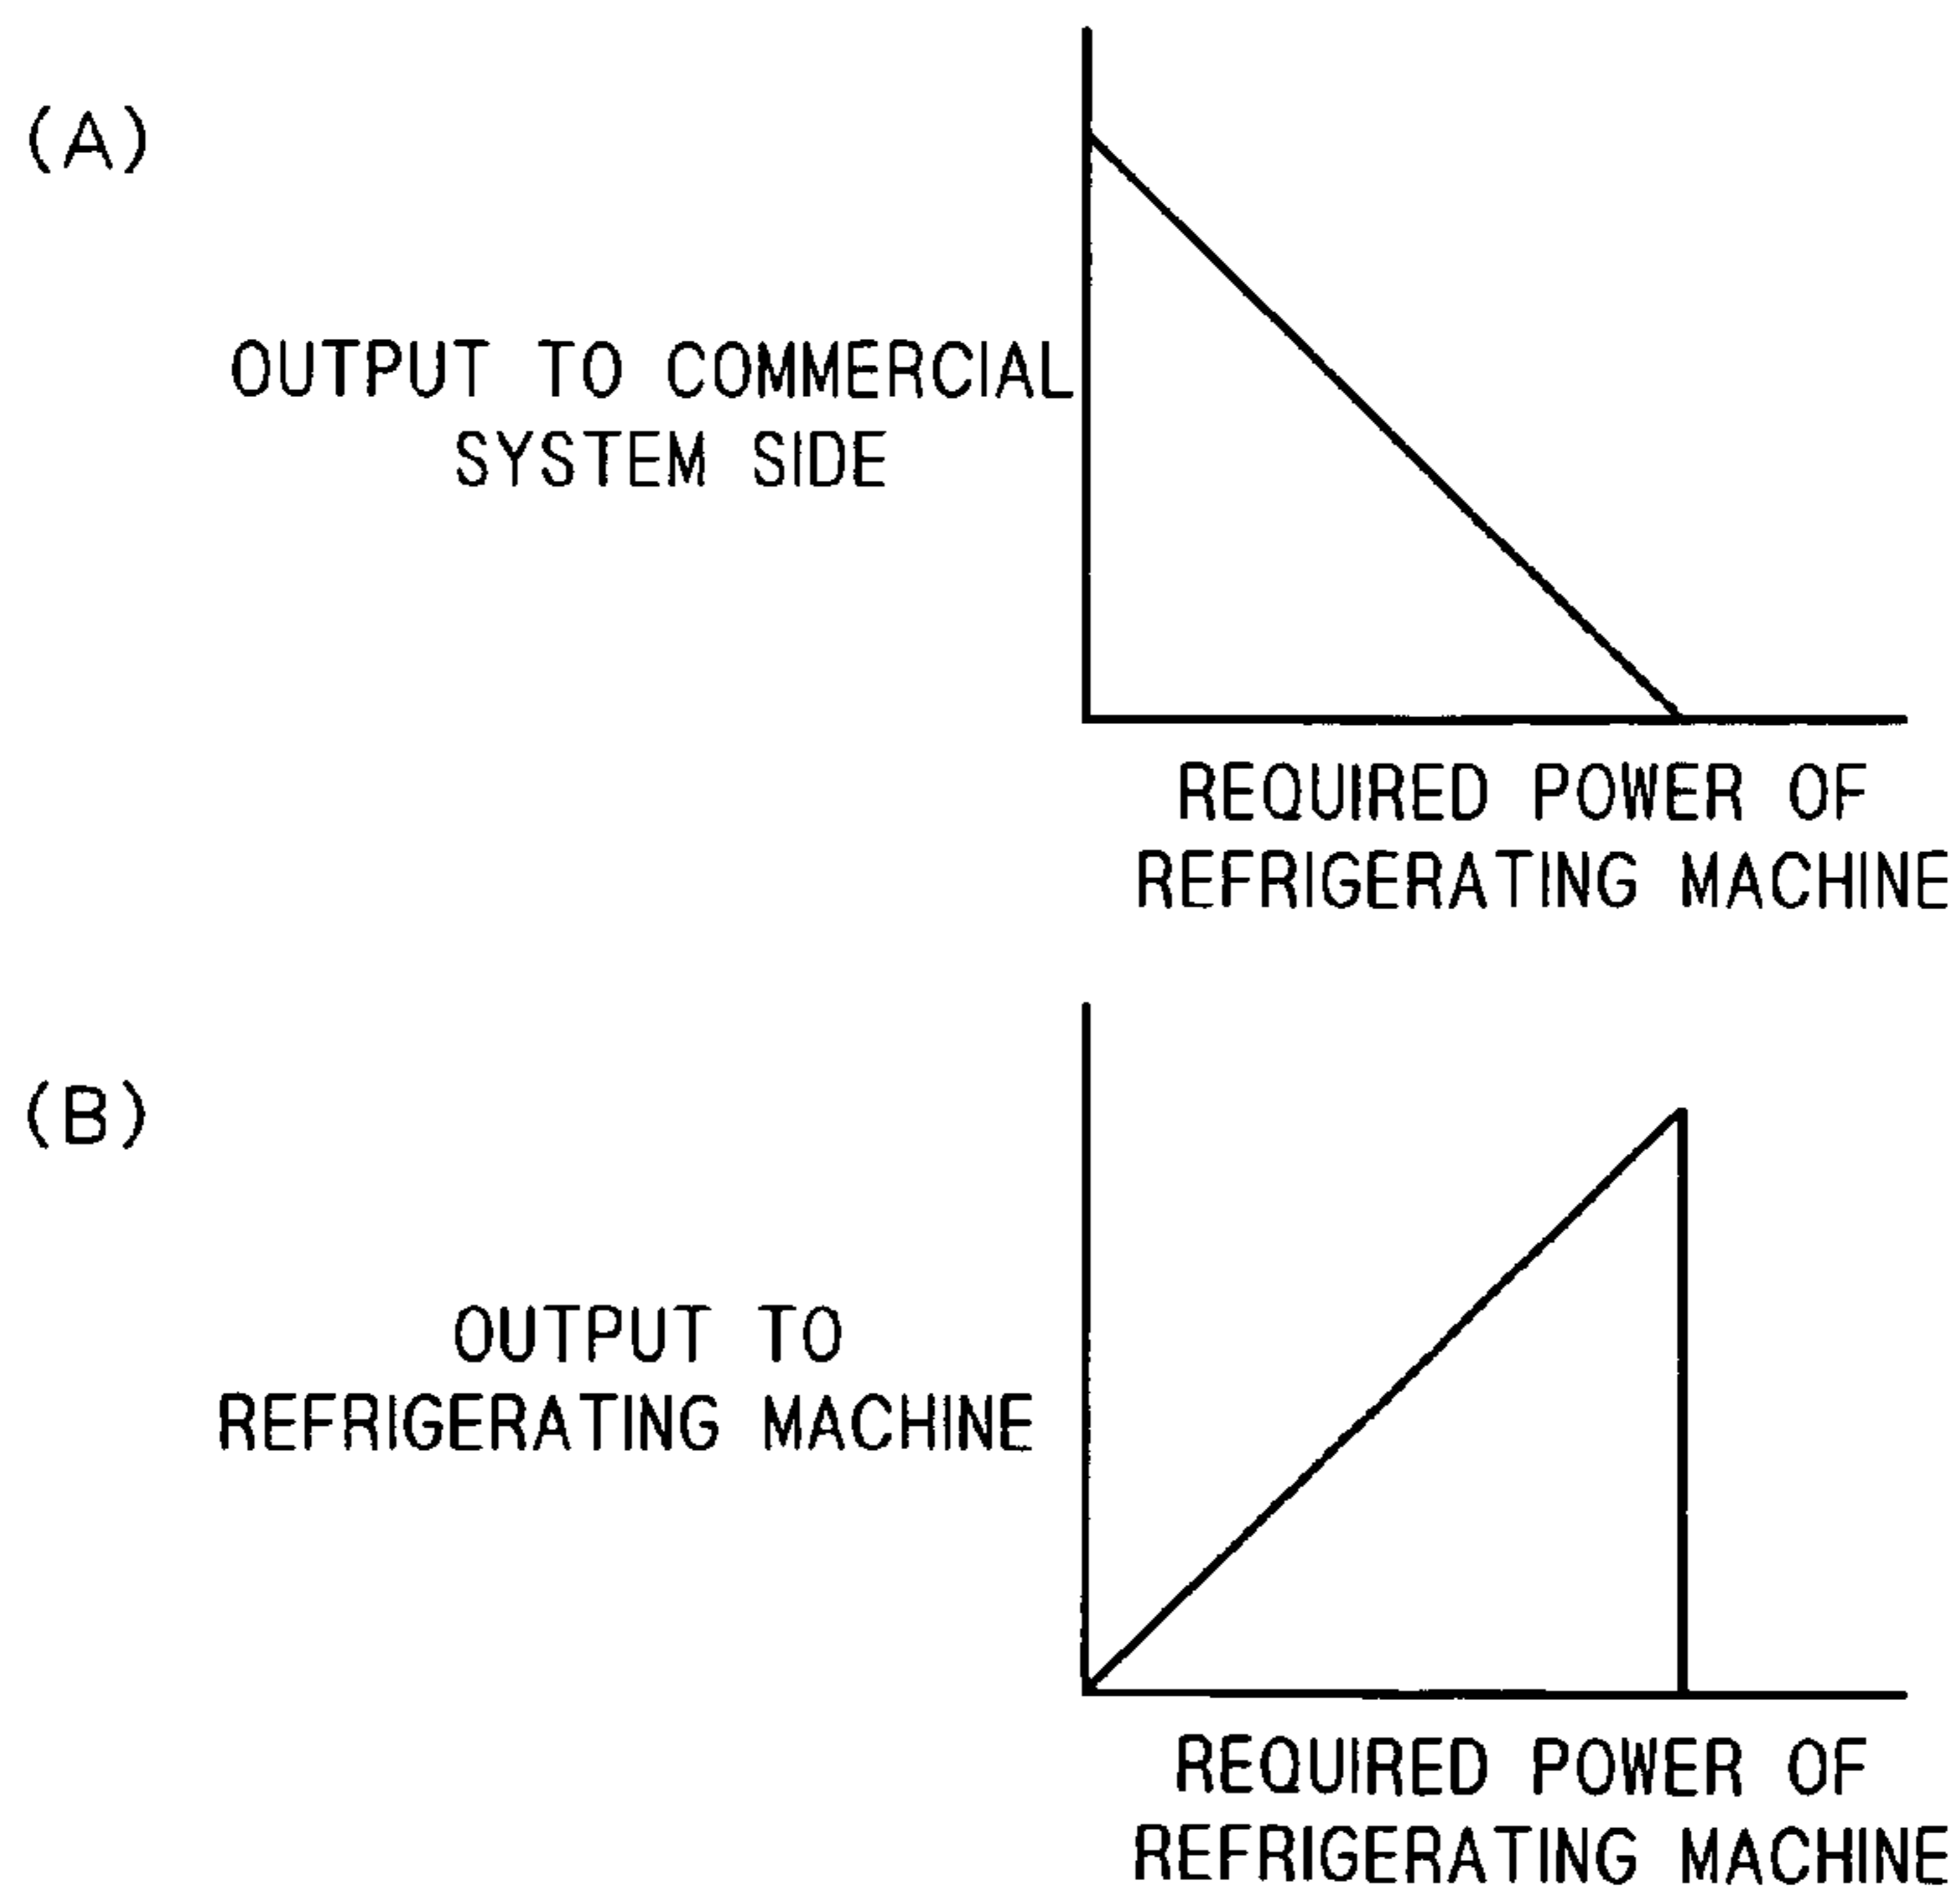 (A)
OUTPUT TO COMMERCIAL
SYSTEM SIDE
REQUIRED POWER OF
REFRIGERATING MACHINE
(B)
OUTPUT TO
REFRIGERATING MACHINE
REQUIRED POWER OF
REFRIGERATING MACHINE